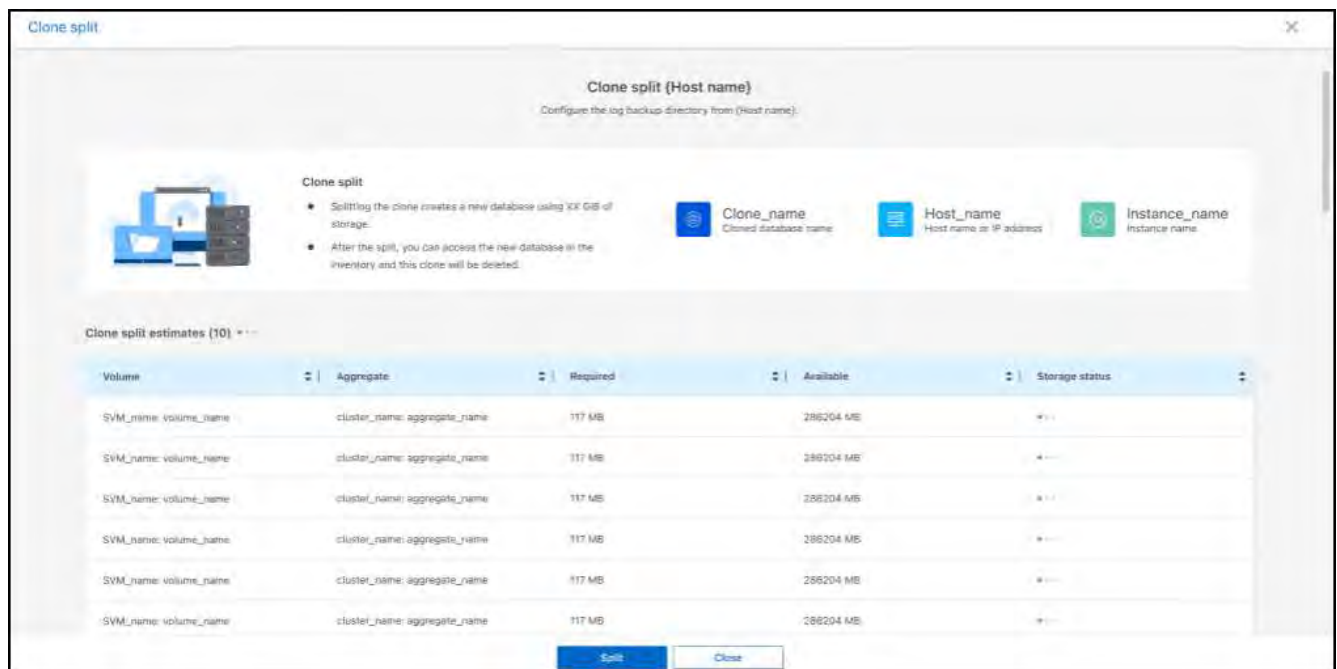 Clone split
Clone split {Host name}
Configure the log backup directory from {Host name}.
Clone split
Splitting the clone creates a new database using XX GiB of
storage.
After the split, you can access the new database in the
inventory and this clone will be deleted.
Clone_name
Cloned database name
Host_name
Host name or IP address
Instance_name
Instance name
Clone split estimates (10)
Volume Aggregate Required Available Storage status
SVM_name: volume_name cluster_name: aggregate_name 117 MB 286204 MB
SVM_name: volume_name cluster_name: aggregate_name 117 MB 286204 MB
SVM_name: volume_name cluster_name: aggregate_name 117 MB 286204 MB
SVM_name: volume_name cluster_name: aggregate_name 117 MB 286204 MB
SVM_name: volume_name cluster_name: aggregate_name 117 MB 286204 MB
SVM_name: volume_name cluster_name: aggregate_name 117 MB 286204 MB
Split Close